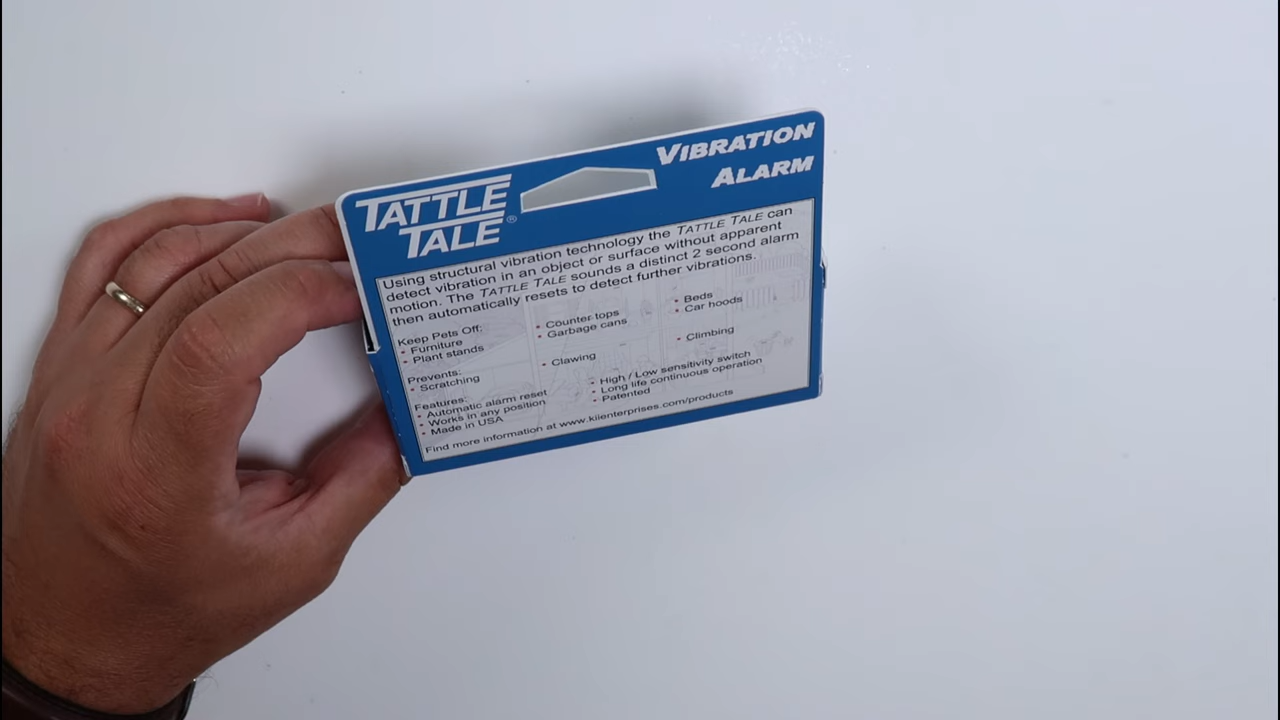 TATTLE
TALE®
VIBRATION
ALARM
Using structural vibration technology the TATTLE TALE can
detect vibration in an object or surface without apparent
motion. The TATTLE TALE sounds a distinct 2 second alarm
then automatically resets to detect further vibrations.
Keep Pets Off:
• Furniture • Counter tops • Beds
• Plant stands • Garbage cans • Car hoods
Prevents:
• Scratching • Clawing • Climbing
Features:
• Automatic alarm reset • High / Low sensitivity switch
• Works in any position • Long life continuous operation
• Made in USA • Patented
Find more information at www.kiienterprises.com/products